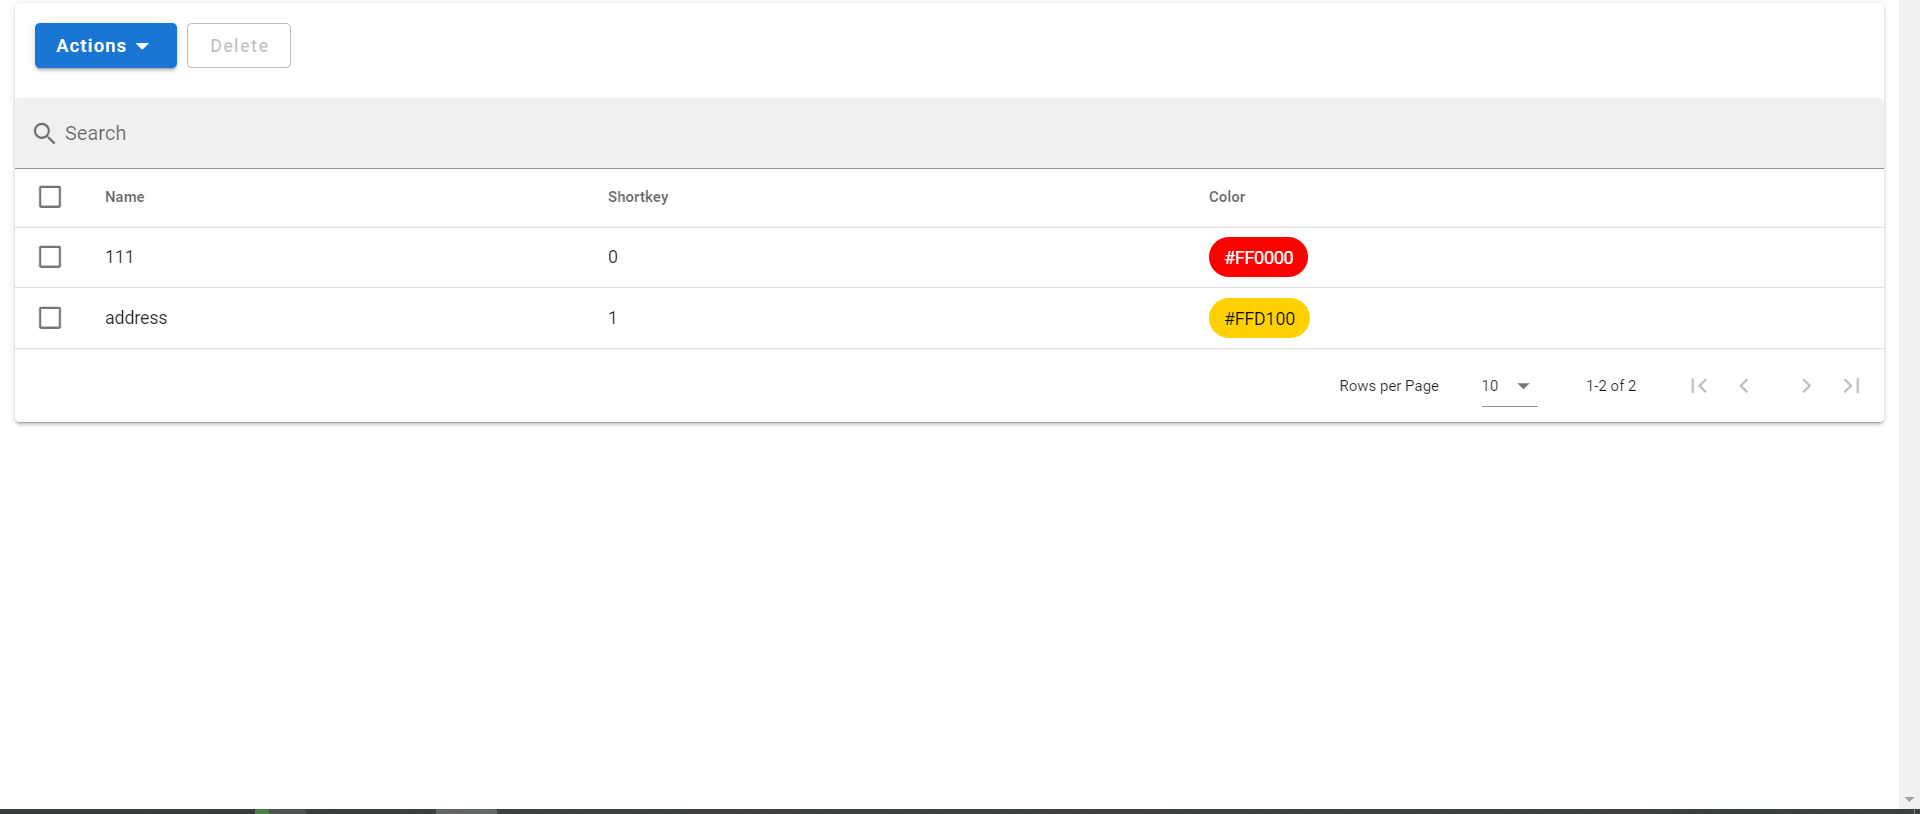 Actions Delete
Search
Name Shortkey Color
111 0 #FF0000
address 1 #FFD100
Rows per Page 10 1-2 of 2